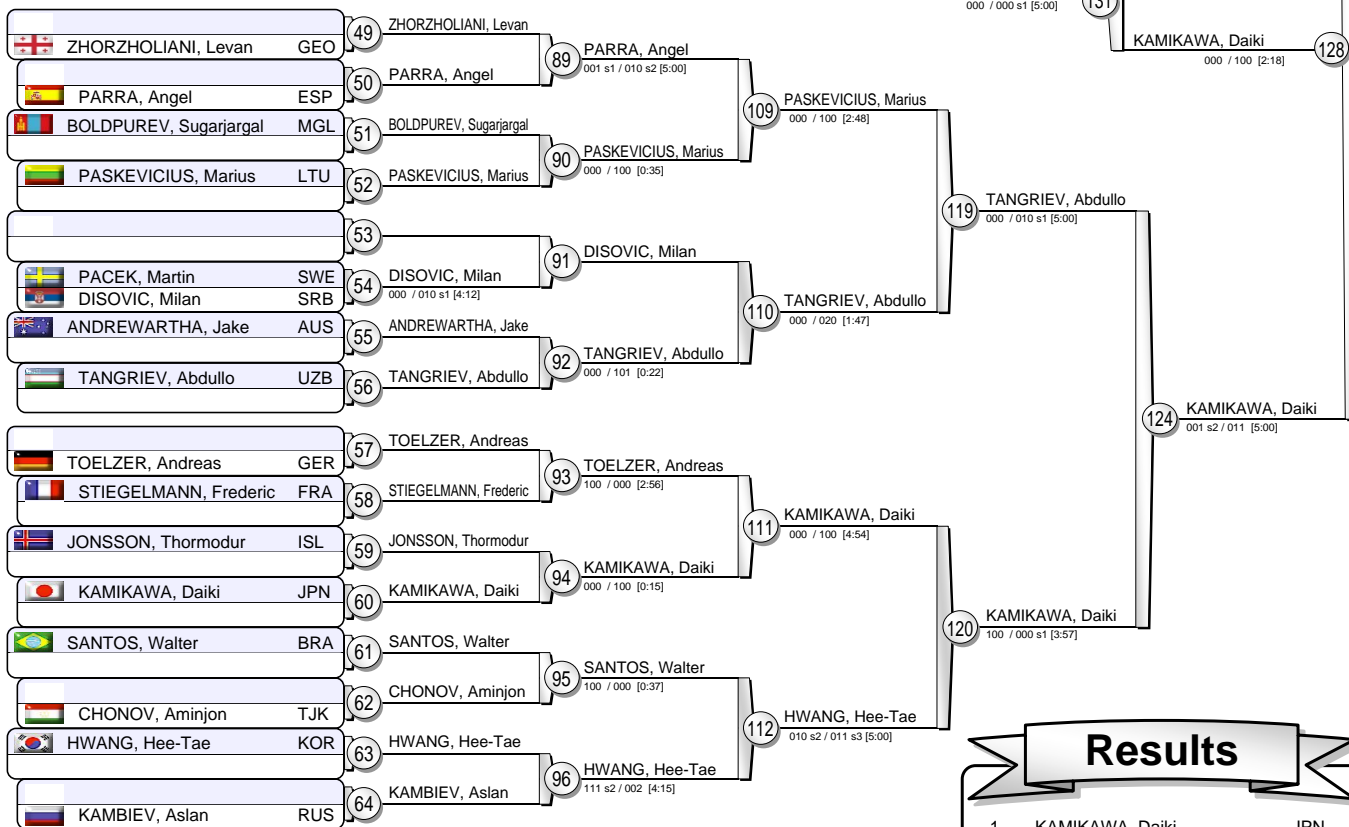 ZHORZHOLIANI, Levan GEO
PARRA, Angel ESP
BOLDPUREV, Sugarjargal MGL
PASKEVICIUS, Marius LTU
PACEK, Martin SWE
DISOVIC, Milan SRB
ANDREWARTHA, Jake AUS
TANGRIEV, Abdullo UZB
TOELZER, Andreas GER
STIEGELMANN, Frederic FRA
JONSSON, Thormodur ISL
KAMIKAWA, Daiki JPN
SANTOS, Walter BRA
CHONOV, Aminjon TJK
HWANG, Hee-Tae KOR
KAMBIEV, Aslan RUS
49 ZHORZHOLIANI, Levan
50 PARRA, Angel
51 BOLDPUREV, Sugarjargal
52 PASKEVICIUS, Marius
53
54 DISOVIC, Milan
000 / 010 s1 [4:12]
55 ANDREWARTHA, Jake
56 TANGRIEV, Abdullo
57 TOELZER, Andreas
58 STIEGELMANN, Frederic
59 JONSSON, Thormodur
60 KAMIKAWA, Daiki
61 SANTOS, Walter
62 CHONOV, Aminjon
63 HWANG, Hee-Tae
64 KAMBIEV, Aslan
89 PARRA, Angel
001 s1 / 010 s2 [5:00]
90 PASKEVICIUS, Marius
000 / 100 [0:35]
91 DISOVIC, Milan
92 TANGRIEV, Abdullo
000 / 101 [0:22]
93 TOELZER, Andreas
100 / 000 [2:56]
94 KAMIKAWA, Daiki
000 / 100 [0:15]
95 SANTOS, Walter
100 / 000 [0:37]
96 HWANG, Hee-Tae
111 s2 / 002 [4:15]
109 PASKEVICIUS, Marius
000 / 100 [2:48]
110 TANGRIEV, Abdullo
000 / 020 [1:47]
111 KAMIKAWA, Daiki
000 / 100 [4:54]
112 HWANG, Hee-Tae
010 s2 / 011 s3 [5:00]
119 TANGRIEV, Abdullo
000 / 010 s1 [5:00]
120 KAMIKAWA, Daiki
100 / 000 s1 [3:57]
124 KAMIKAWA, Daiki
001 s2 / 011 [5:00]
000 / 000 s1 [5:00]
131
KAMIKAWA, Daiki
000 / 100 [2:18]
128
Results
1 KAMIKAWA, Daiki JPN